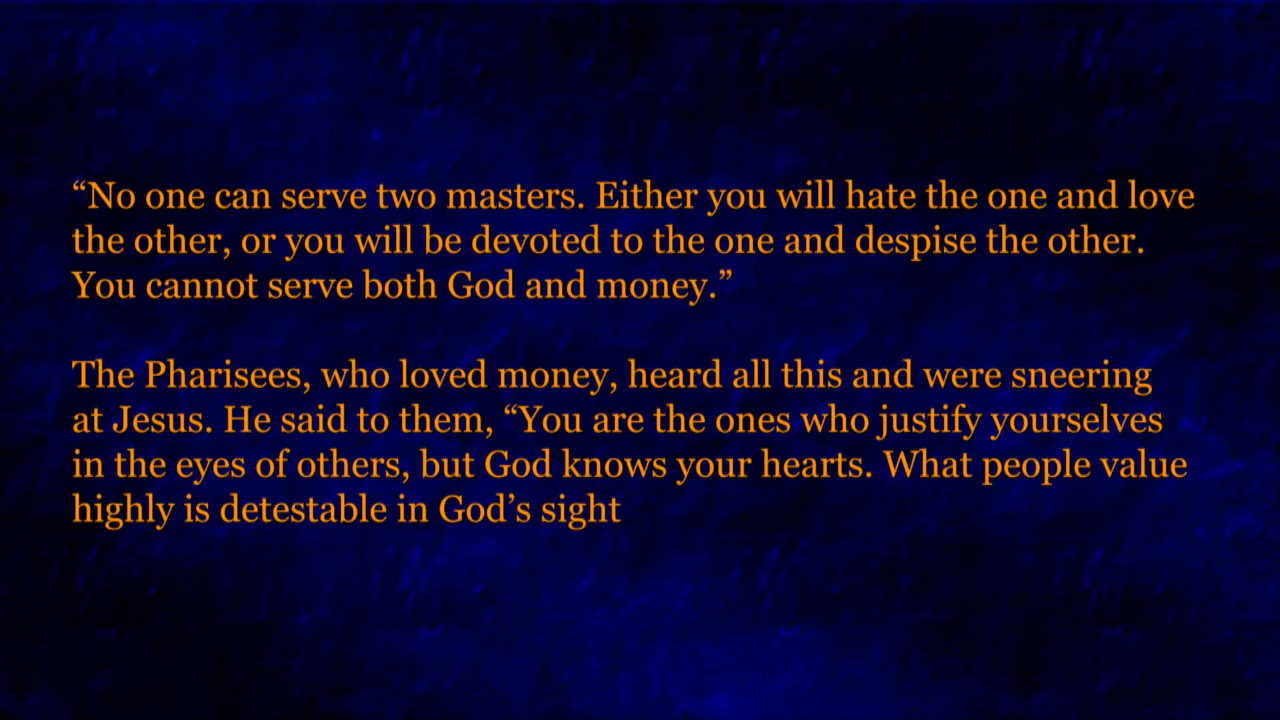 “No one can serve two masters. Either you will hate the one and love
the other, or you will be devoted to the one and despise the other.
You cannot serve both God and money.”
The Pharisees, who loved money, heard all this and were sneering
at Jesus. He said to them, “You are the ones who justify yourselves
in the eyes of others, but God knows your hearts. What people value
highly is detestable in God’s sight